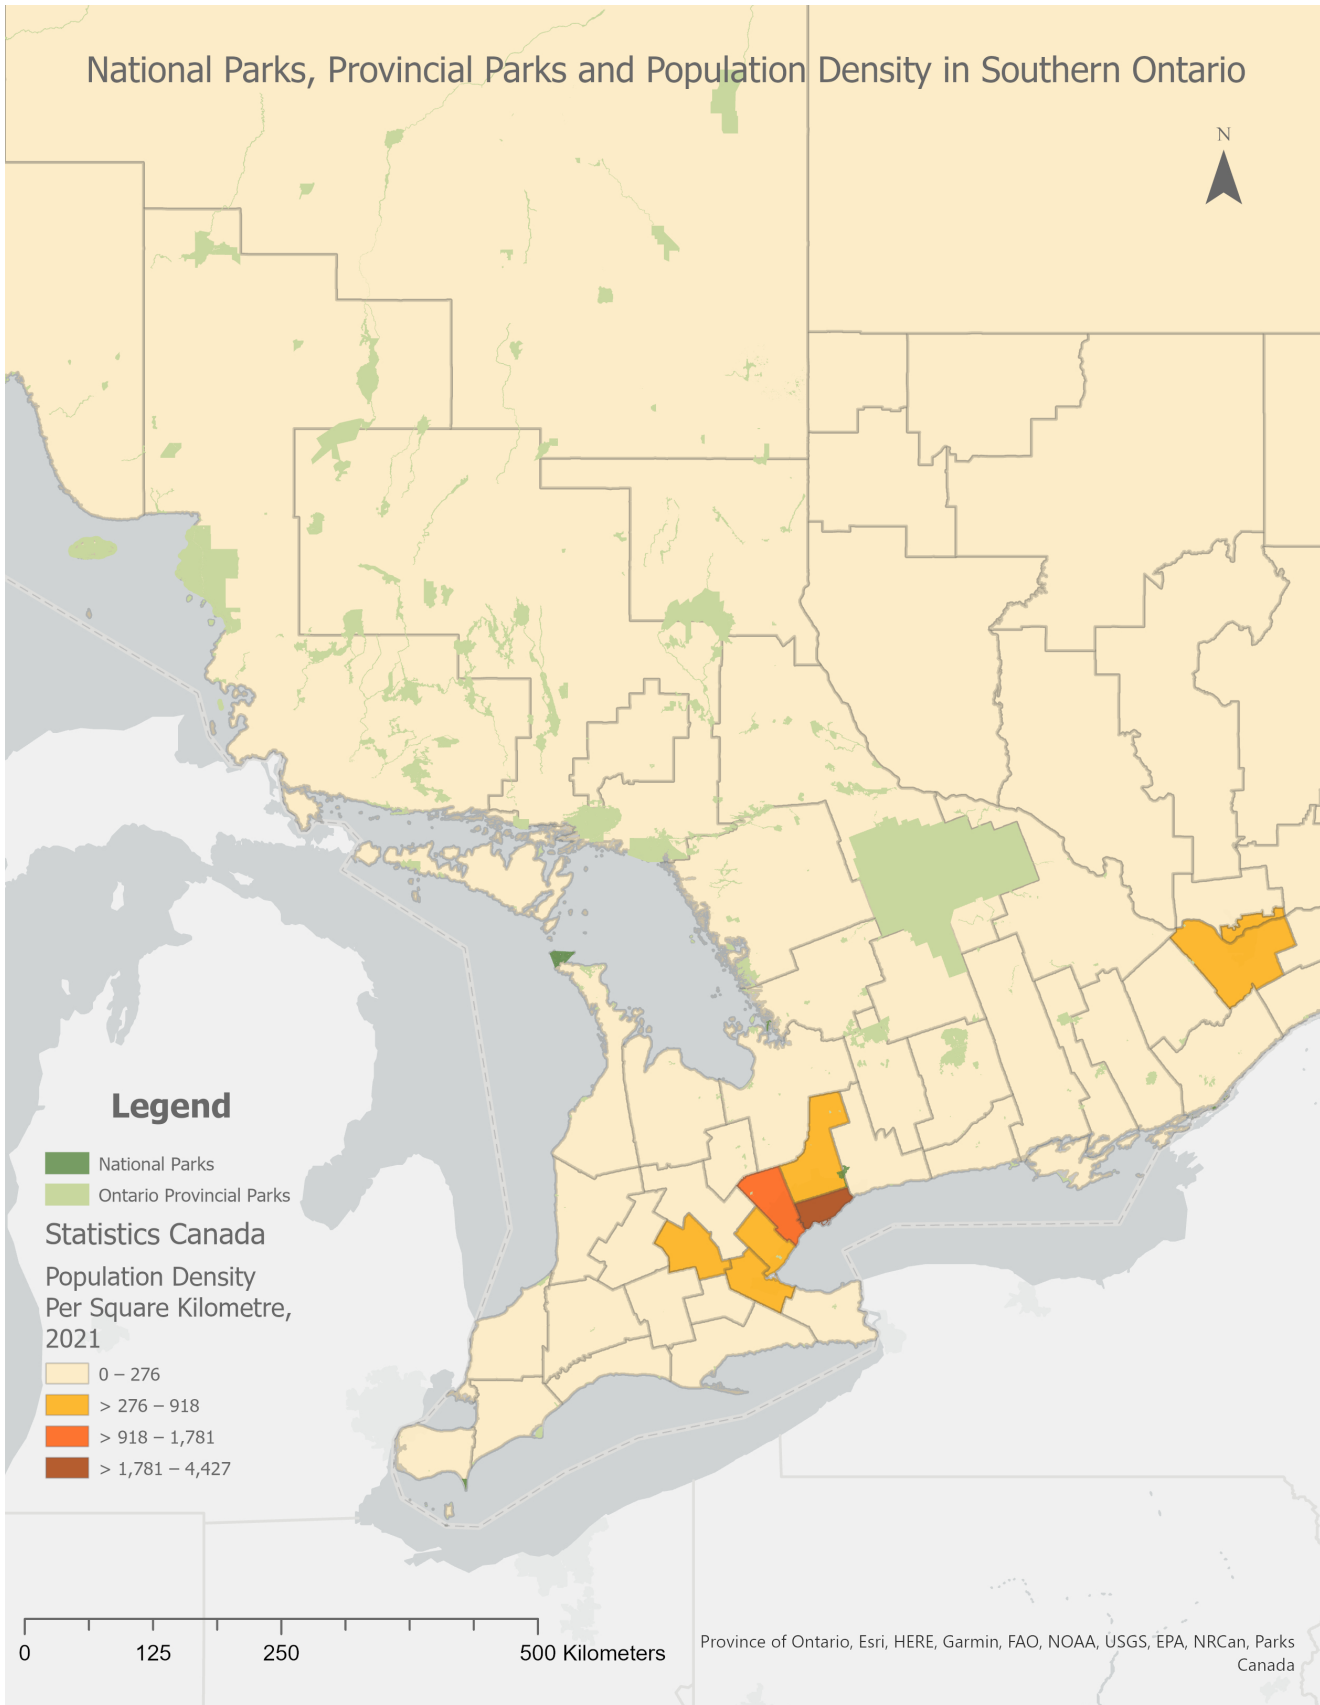 National Parks, Provincial Parks and Population Density in Southern Ontario
N
Legend
National Parks
Ontario Provincial Parks
Statistics Canada
Population Density
Per Square Kilometre,
2021
0 – 276
> 276 – 918
> 918 – 1,781
> 1,781 – 4,427
0 125 250 500 Kilometers
Province of Ontario, Esri, HERE, Garmin, FAO, NOAA, USGS, EPA, NRCan, Parks
Canada